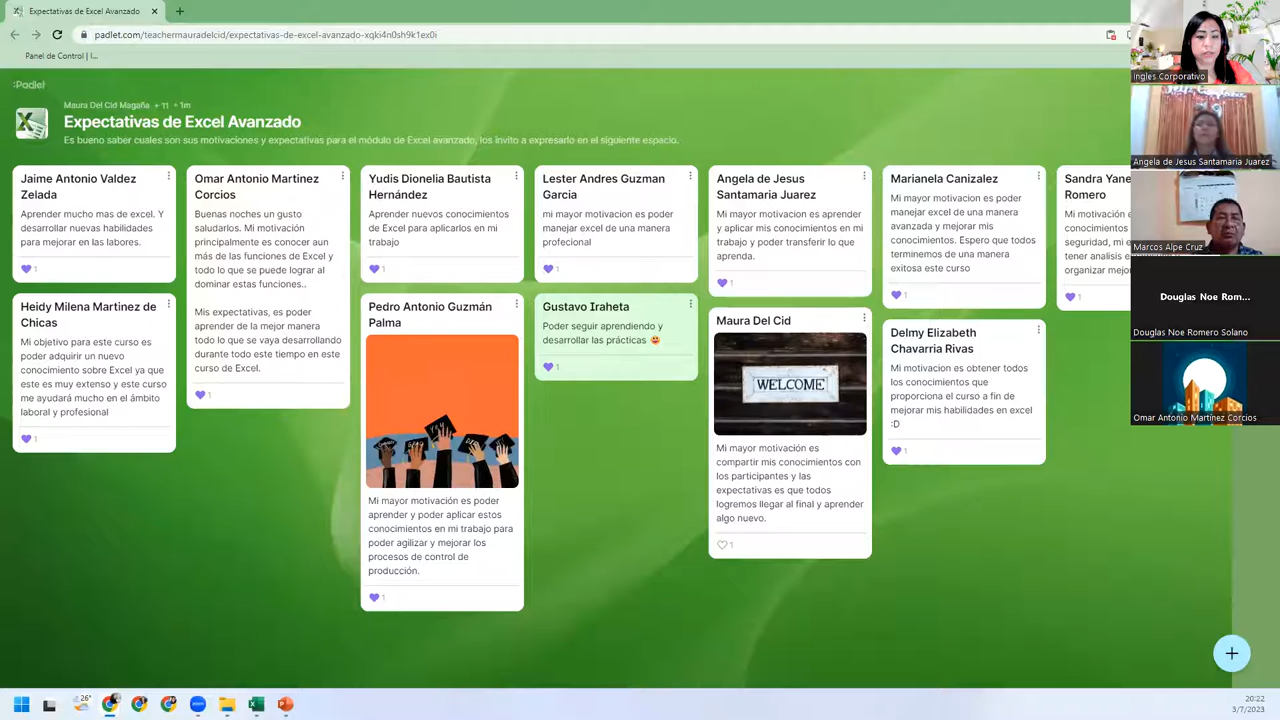 Expectativas de Excel Avanzado
padlet.com/teachermauradelcid/expectativas-de-excel-avanzado-xqki4n0sh9k1ex0i
Panel de Control | I...
:Padlet
Maura Del Cid Magaña + 11 • 1m
Expectativas de Excel Avanzado
Es bueno saber cuales son sus motivaciones y expectativas para el módulo de Excel avanzado, los invito a expresarlo en el siguiente espacio.
Jaime Antonio Valdez
Zelada
Aprender mucho mas de excel. Y
desarrollar nuevas habilidades
para mejorar en las labores.
1
Heidy Milena Martinez de
Chicas
Mi objetivo para este curso es
poder adquirir un nuevo
conocimiento sobre Excel ya que
este es muy extenso y este curso
me ayudará mucho en el ámbito
laboral y profesional
1
Omar Antonio Martinez
Corcios
Buenas noches un gusto
saludarlos. Mi motivación
principalmente es conocer aun
más de las funciones de Excel y
todo lo que se puede lograr al
dominar estas funciones..
Mis expectativas, es poder
aprender de la mejor manera
todo lo que se vaya desarrollando
durante todo este tiempo en este
curso de Excel.
1
Yudis Dionelia Bautista
Hernández
Aprender nuevos conocimientos
de Excel para aplicarlos en mi
trabajo
1
Pedro Antonio Guzmán
Palma
Mi mayor motivación es poder
aprender y poder aplicar estos
conocimientos en mi trabajo para
poder agilizar y mejorar los
procesos de control de
producción.
1
Lester Andres Guzman
Garcia
mi mayor motivacion es poder
manejar excel de una manera
profecional
1
Gustavo Iraheta
Poder seguir aprendiendo y
desarrollar las prácticas 😃
1
Angela de Jesus
Santamaria Juarez
Mi mayor motivacion es aprender
y aplicar mis conocimientos en mi
trabajo y poder transferir lo que
aprenda.
1
Maura Del Cid
WELCOME
Mi mayor motivación es
compartir mis conocimientos con
los participantes y las
expectativas es que todos
logremos llegar al final y aprender
algo nuevo.
1
Marianela Canizalez
Mi mayor motivacion es poder
manejar excel de una manera
avanzada y mejorar mis
conocimientos. Espero que todos
terminemos de una manera
exitosa este curso
1
Delmy Elizabeth
Chavarria Rivas
Mi motivacion es obtener todos
los conocimientos que
proporciona el curso a fin de
mejorar mis habilidades en excel
:D
1
Sandra Yane
Romero
Mi motivación e
seguridad, mi e
tener analisis e
organizar mejo
1
Ingles Corporativo
Angela de Jesus Santamaria Juarez
Marcos Alpe Cruz
Douglas Noe Rom...
Douglas Noe Romero Solano
Omar Antonio Martínez Corcios
26°
zoom
20:22
3/7/2023